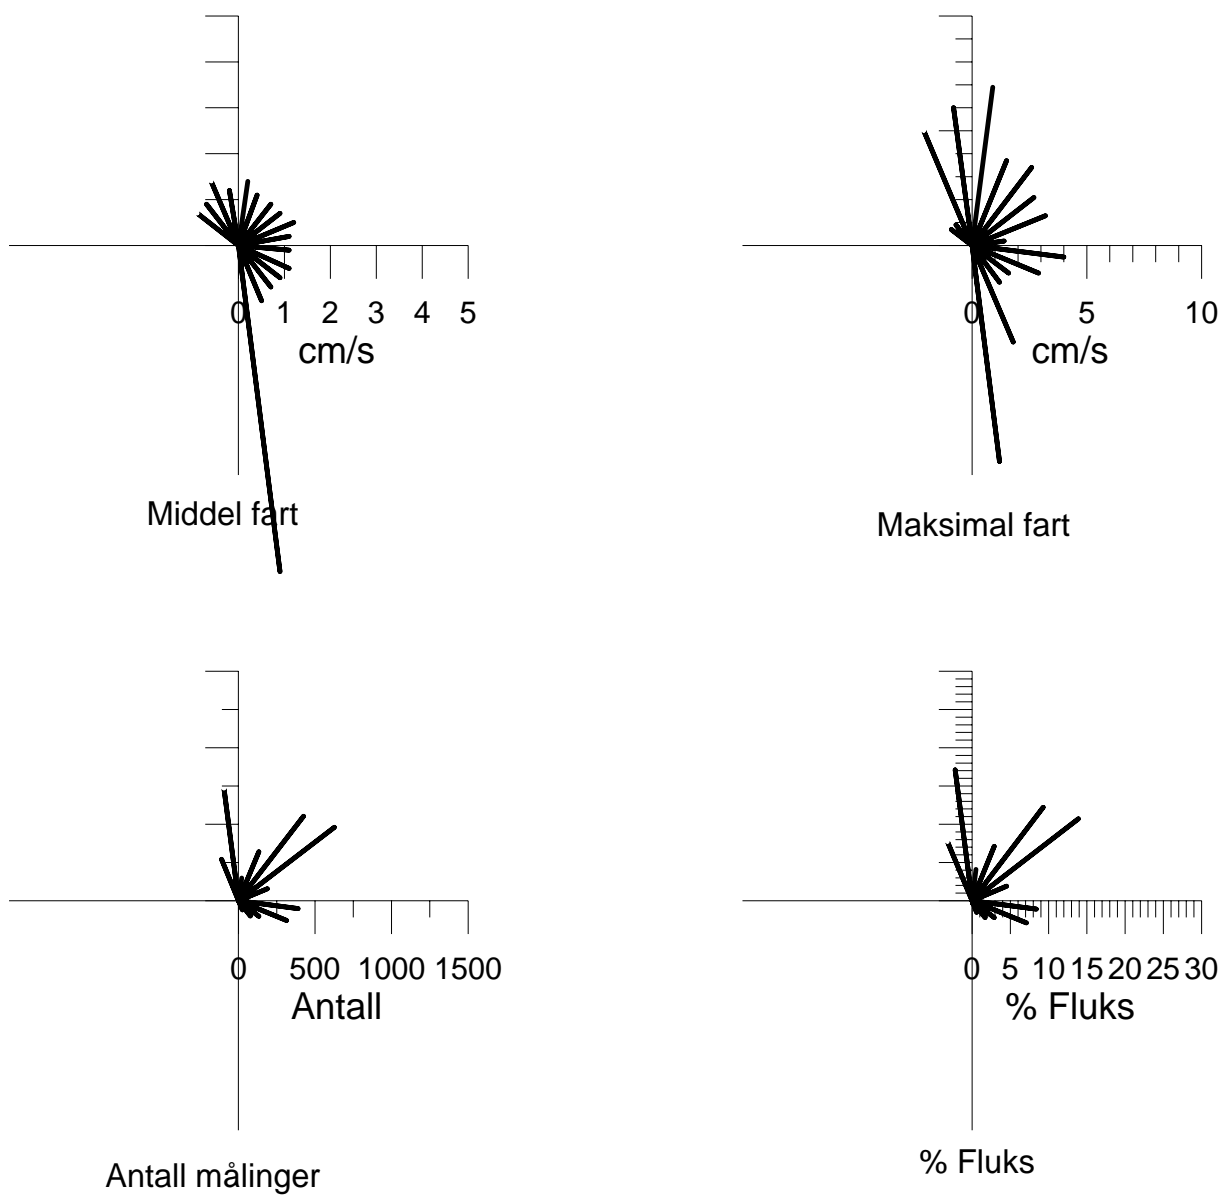 0 1 2 3 4 5
cm/s
Middel fart
0 5 10
cm/s
Maksimal fart
0 500 1000 1500
Antall
Antall målinger
0 5 10 15 20 25 30
% Fluks
% Fluks